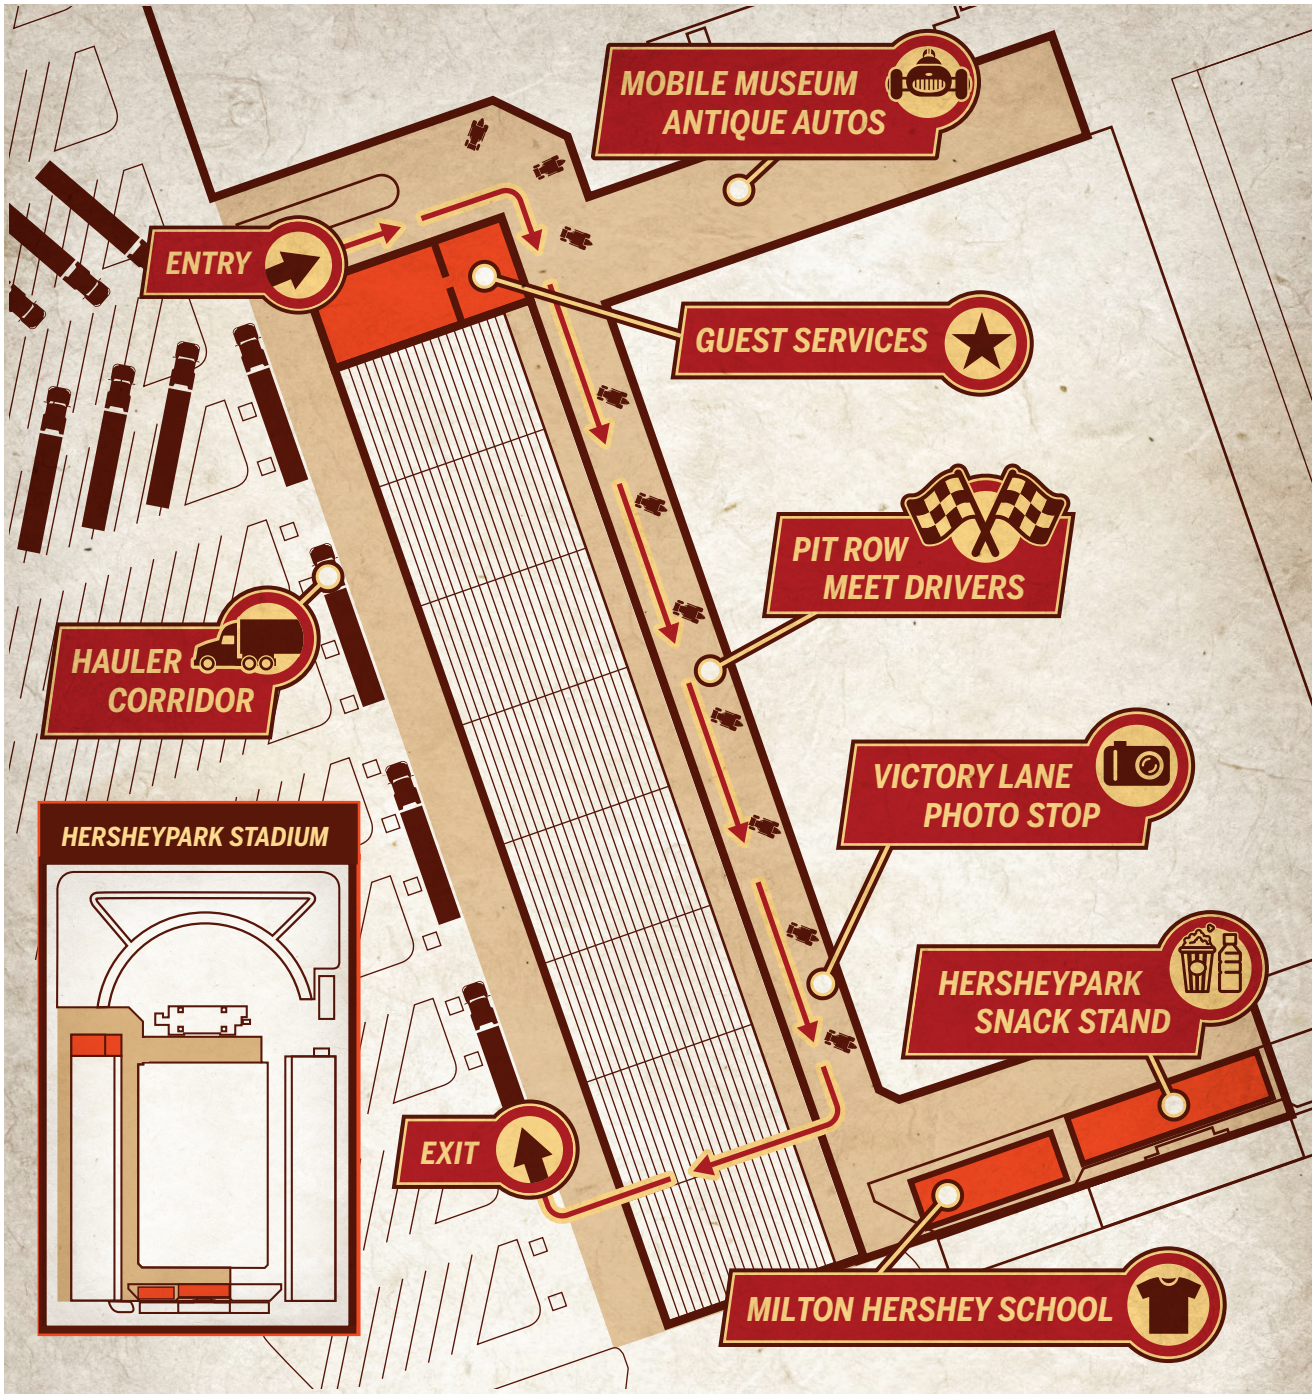 MOBILE MUSEUM
ANTIQUE AUTOS
ENTRY
GUEST SERVICES
PIT ROW
MEET DRIVERS
HAULER
CORRIDOR
VICTORY LANE
PHOTO STOP
HERSHEYPARK STADIUM
HERSHEYPARK
SNACK STAND
EXIT
MILTON HERSHEY SCHOOL